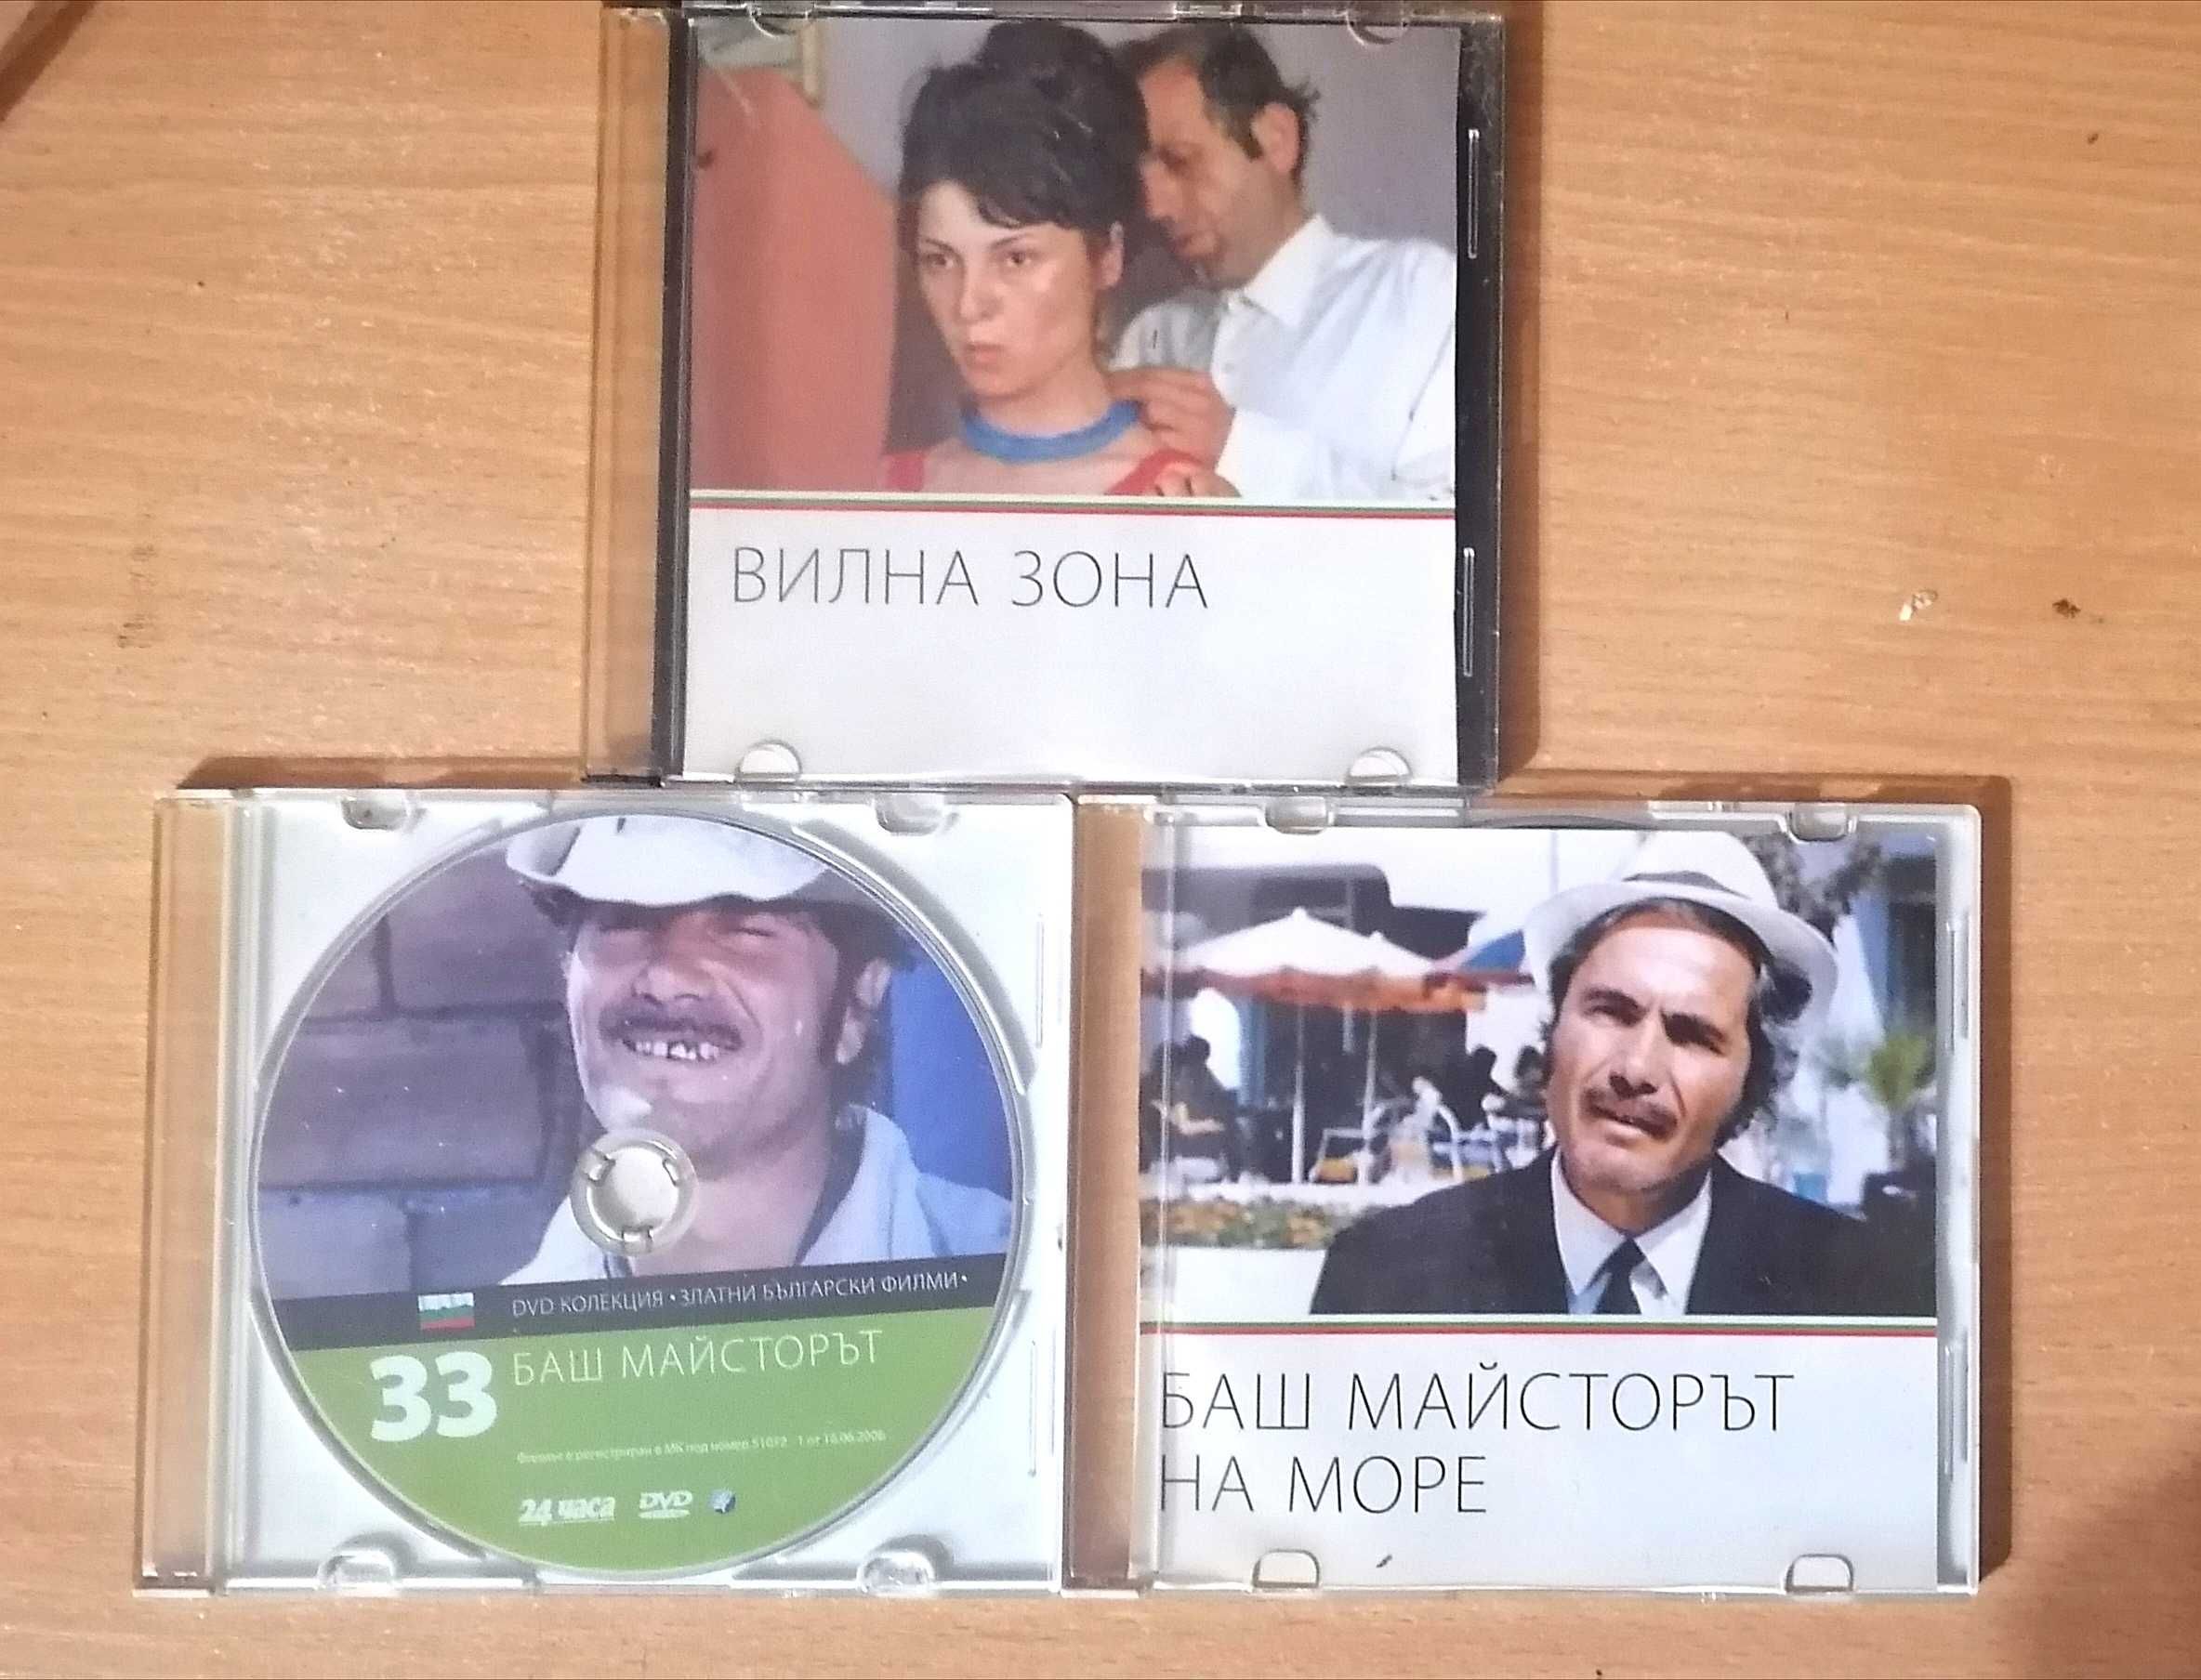 ВИЛНА ЗОНА
DVD КОЛЕКЦИЯ • ЗЛАТНИ БЪЛГАРСКИ ФИЛМИ •
33
БАШ МАЙСТОРЪТ
24 часа
DVD
БАШ МАЙСТОРЪТ
НА МОРЕ